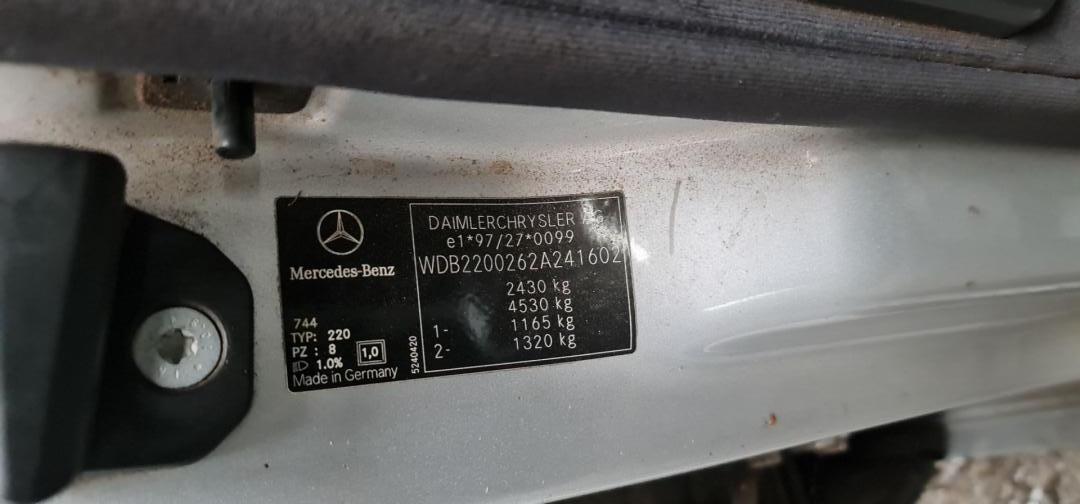 Mercedes-Benz
744
TYP: 220
PZ : 8
1.0%
1,0
Made in Germany
5240420
DAIMLERCHRYSLER AG
e1*97/27*0099
WDB2200262A241602
2430 kg
4530 kg
1- 1165 kg
2- 1320 kg